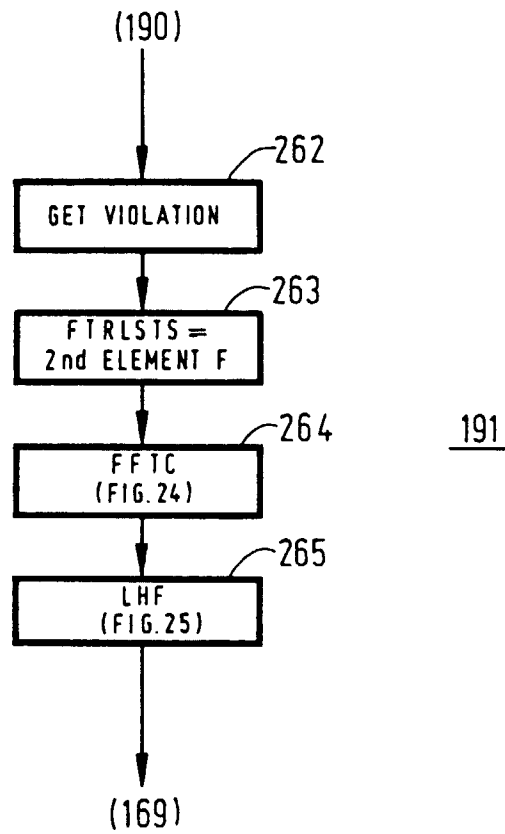 (190)
262
GET VIOLATION
263
FTRLSTS =
2nd ELEMENT F
264
FFTC
(FIG.24)
191
265
LHF
(FIG.25)
(169)